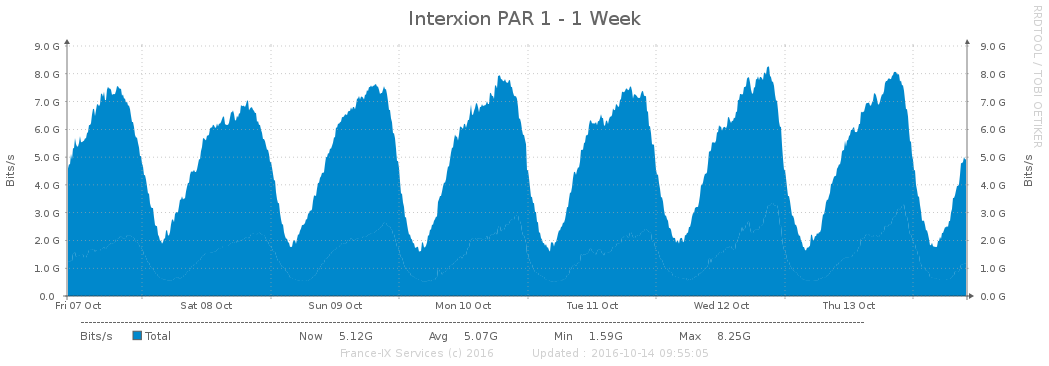 Interxion PAR 1 - 1 Week
RRDTOOL / TOBI OETIKER
Bits/s
9.0 G
8.0 G
7.0 G
6.0 G
5.0 G
4.0 G
3.0 G
2.0 G
1.0 G
0.0
9.0 G
8.0 G
7.0 G
6.0 G
5.0 G
4.0 G
3.0 G
2.0 G
1.0 G
0.0 G
Bits/s
Fri 07 Oct Sat 08 Oct Sun 09 Oct Mon 10 Oct Tue 11 Oct Wed 12 Oct Thu 13 Oct
Bits/s Total Now 5.12G Avg 5.07G Min 1.59G Max 8.25G
France-IX Services (c) 2016 Updated : 2016-10-14 09:55:05